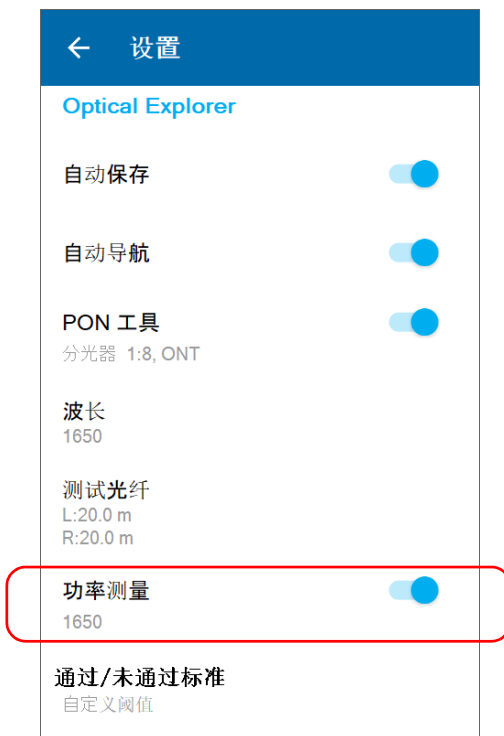 设置
Optical Explorer
自动保存
自动导航
PON 工具
分光器 1:8, ONT
波长
1650
测试光纤
L:20.0 m
R:20.0 m
功率测量
1650
通过/未通过标准
自定义阈值